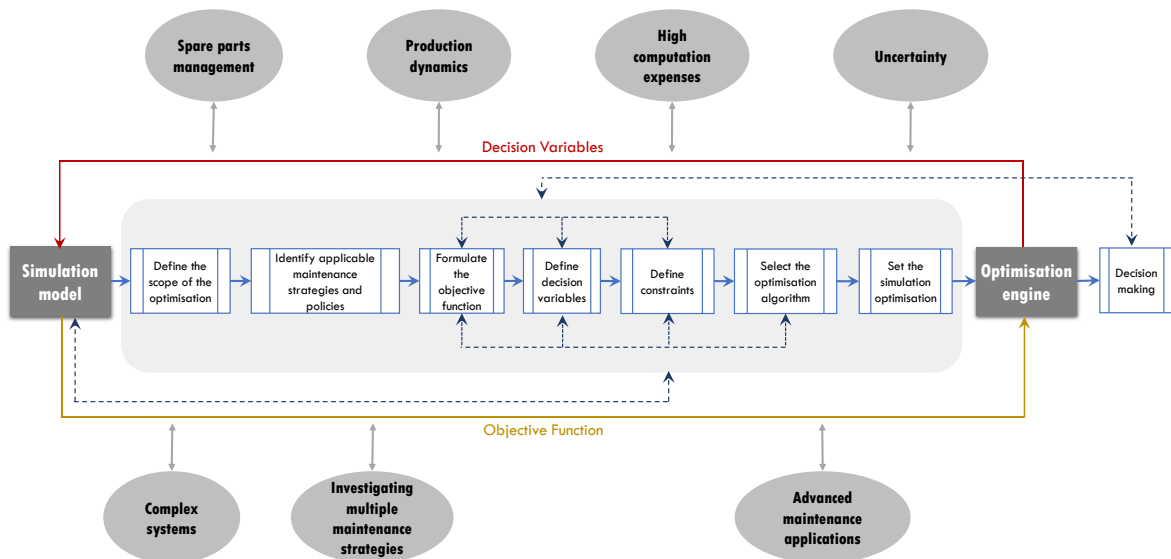 Spare parts
management
Production
dynamics
High
computation
expenses
Uncertainty
Decision Variables
Simulation
model
Define the
scope of the
optimisation
Identify applicable
maintenance
strategies and
policies
Formulate
the
objective
function
Define
decision
variables
Define
constraints
Select the
optimisation
algorithm
Set the
simulation
optimisation
Optimisation
engine
Decision
making
Objective Function
Complex
systems
Investigating
multiple
maintenance
strategies
Advanced
maintenance
applications